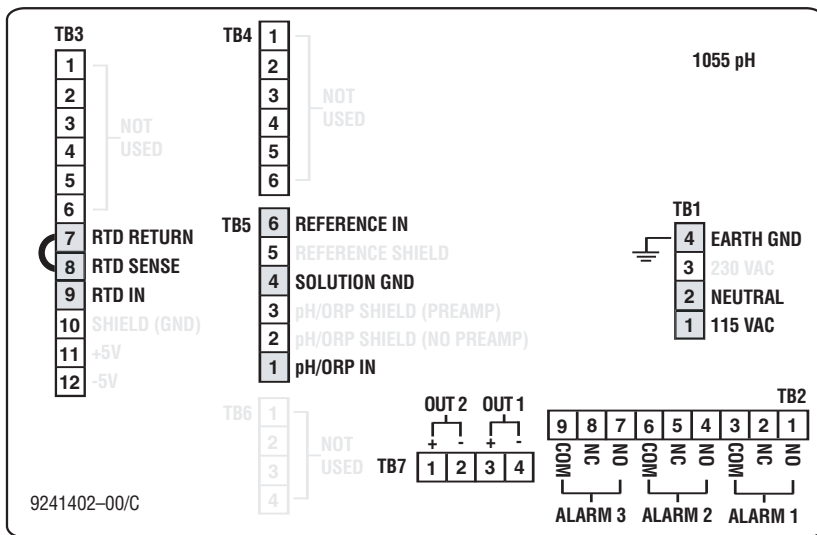 TB3
1
2
3
4
5
6
7
8
9
10
11
12
NOT
USED
RTD RETURN
RTD SENSE
RTD IN
SHIELD (GND)
+5V
-5V
TB4
1
2
3
4
5
6
NOT
USED
1055 pH
TB5
6 REFERENCE IN
5 REFERENCE SHIELD
4 SOLUTION GND
3 pH/ORP SHIELD (PREAMP)
2 pH/ORP SHIELD (NO PREAMP)
1 pH/ORP IN
TB1
4 EARTH GND
3 230 VAC
2 NEUTRAL
1 115 VAC
TB6
1
2
3
4
NOT
USED
OUT 2 OUT 1
+ - + -
TB7 1 2 3 4
TB2
9 8 7 6 5 4 3 2 1
COM NC NO COM NC NO COM NC NO
ALARM 3 ALARM 2 ALARM 1
9241402–00/C